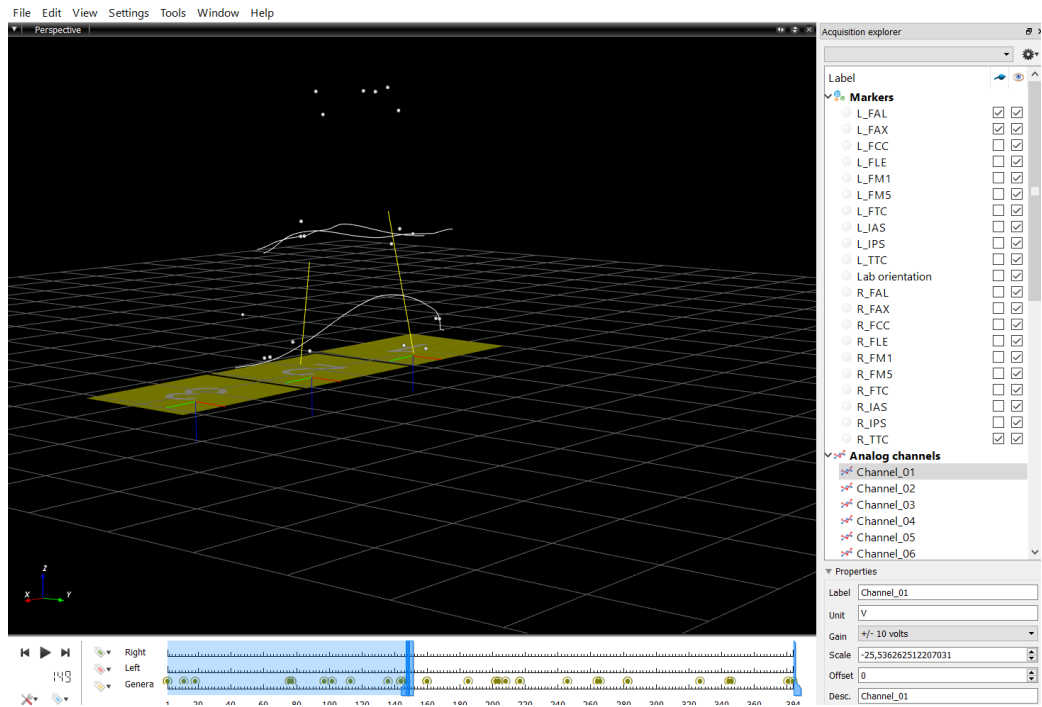 File Edit View Settings Tools Window Help
Perspective
Acquisition explorer
Label
Markers
L_FAL
L_FAX
L_FCC
L_FLE
L_FM1
L_FM5
L_FTC
L_IAS
L_IPS
L_TTC
Lab orientation
R_FAL
R_FAX
R_FCC
R_FLE
R_FM1
R_FM5
R_FTC
R_IAS
R_IPS
R_TTC
Analog channels
Channel_01
Channel_02
Channel_03
Channel_04
Channel_05
Channel_06
Properties
Label Channel_01
Unit V
Gain +/- 10 volts
Scale -25,536262512207031
Offset 0
Desc. Channel_01
z
x Y
Right
Left
Genera
149
1 20 40 60 80 100 120 140 160 180 200 220 240 260 280 300 320 340 360 384